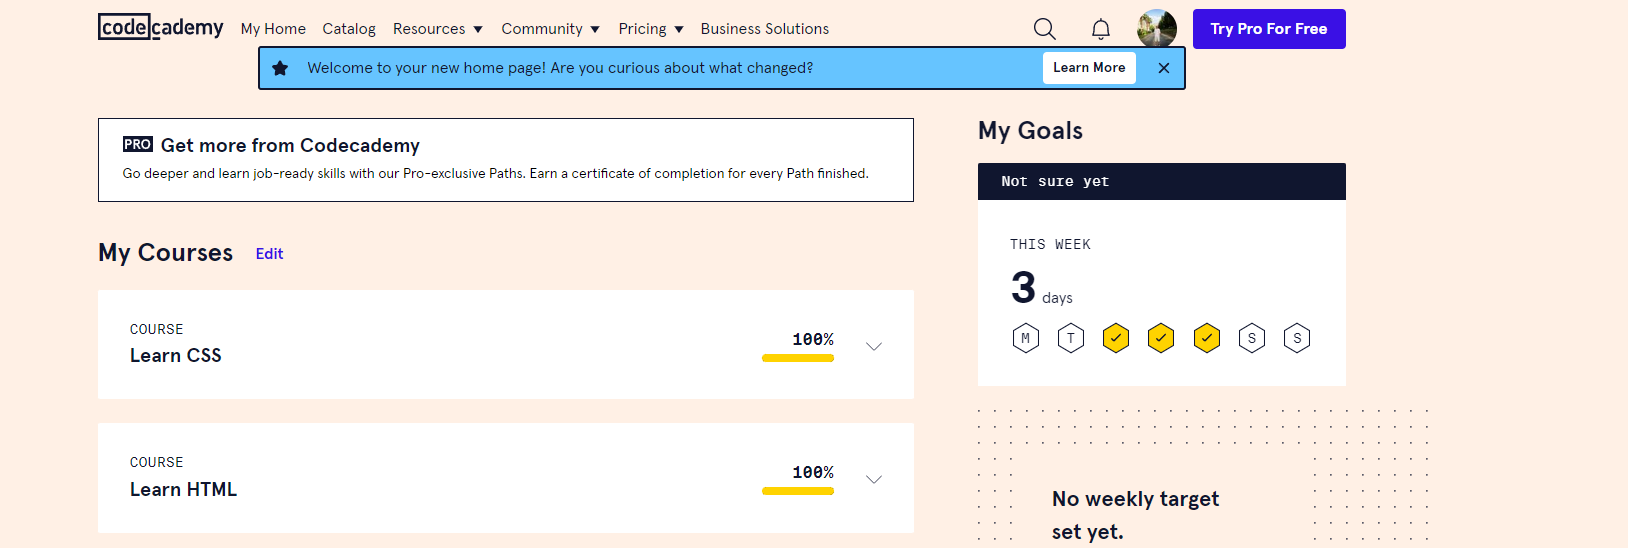 codecademy My Home Catalog Resources Community Pricing Business Solutions Try Pro For Free
Welcome to your new home page! Are you curious about what changed? Learn More
PRO Get more from Codecademy
Go deeper and learn job-ready skills with our Pro-exclusive Paths. Earn a certificate of completion for every Path finished.
My Courses Edit
COURSE
Learn CSS
100%
COURSE
Learn HTML
100%
My Goals
Not sure yet
THIS WEEK
3 days
M T S S
No weekly target
set yet.